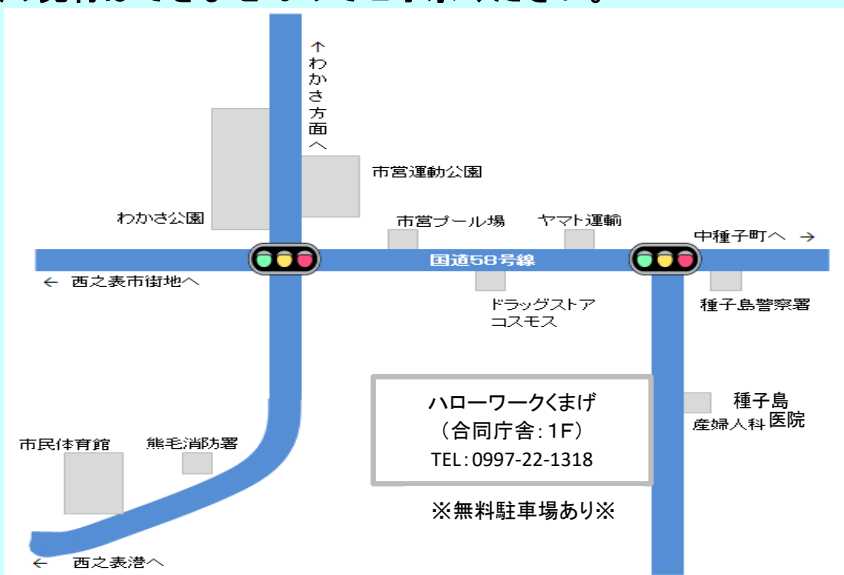 ください。
↑わかさ方面へ
市営運動公園
わかさ公園
市営プール場
ヤマト運輸
中種子町へ →
国道58号線
← 西之表市街地へ
ドラッグストア
コスモス
種子島警察署
ハローワークくまげ
（合同庁舎：１F）
TEL：0997-22-1318
種子島
産婦人科医院
市民体育館
熊毛消防署
※無料駐車場あり※
← 西之表港へ